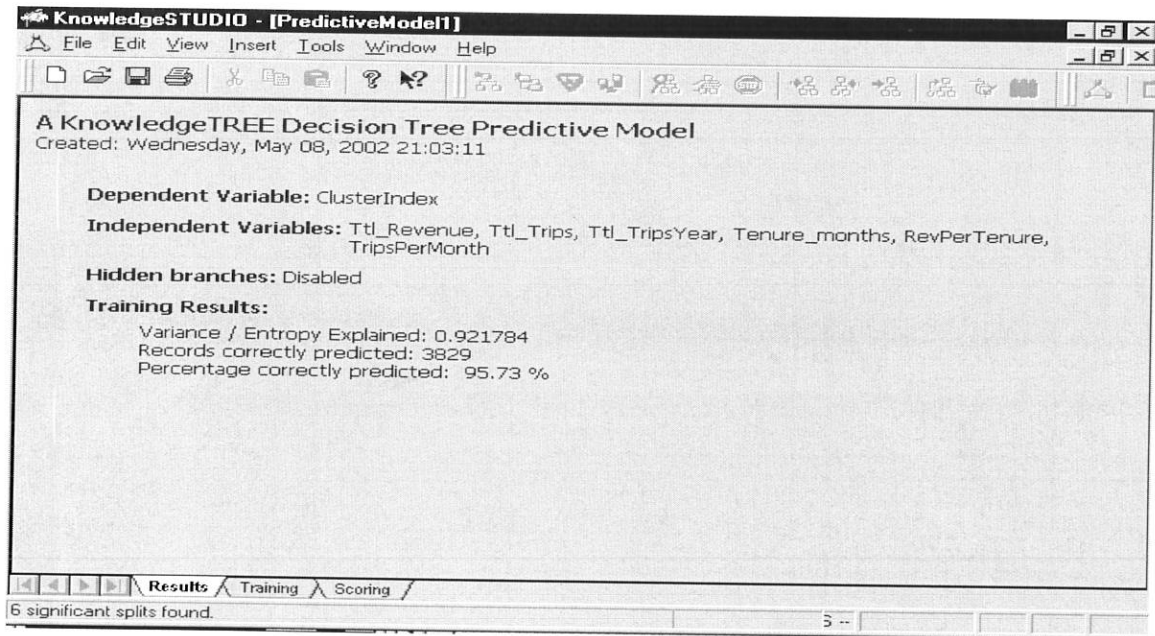 KnowledgeSTUDIO - [PredictiveModel1]
File Edit View Insert Tools Window Help
A KnowledgeTREE Decision Tree Predictive Model
Created: Wednesday, May 08, 2002 21:03:11
Dependent Variable: ClusterIndex
Independent Variables: Ttl_Revenue, Ttl_Trips, Ttl_TripsYear, Tenure_months, RevPerTenure,
TripsPerMonth
Hidden branches: Disabled
Training Results:
Variance / Entropy Explained: 0.921784
Records correctly predicted: 3829
Percentage correctly predicted: 95.73 %
Results Training Scoring
6 significant splits found.